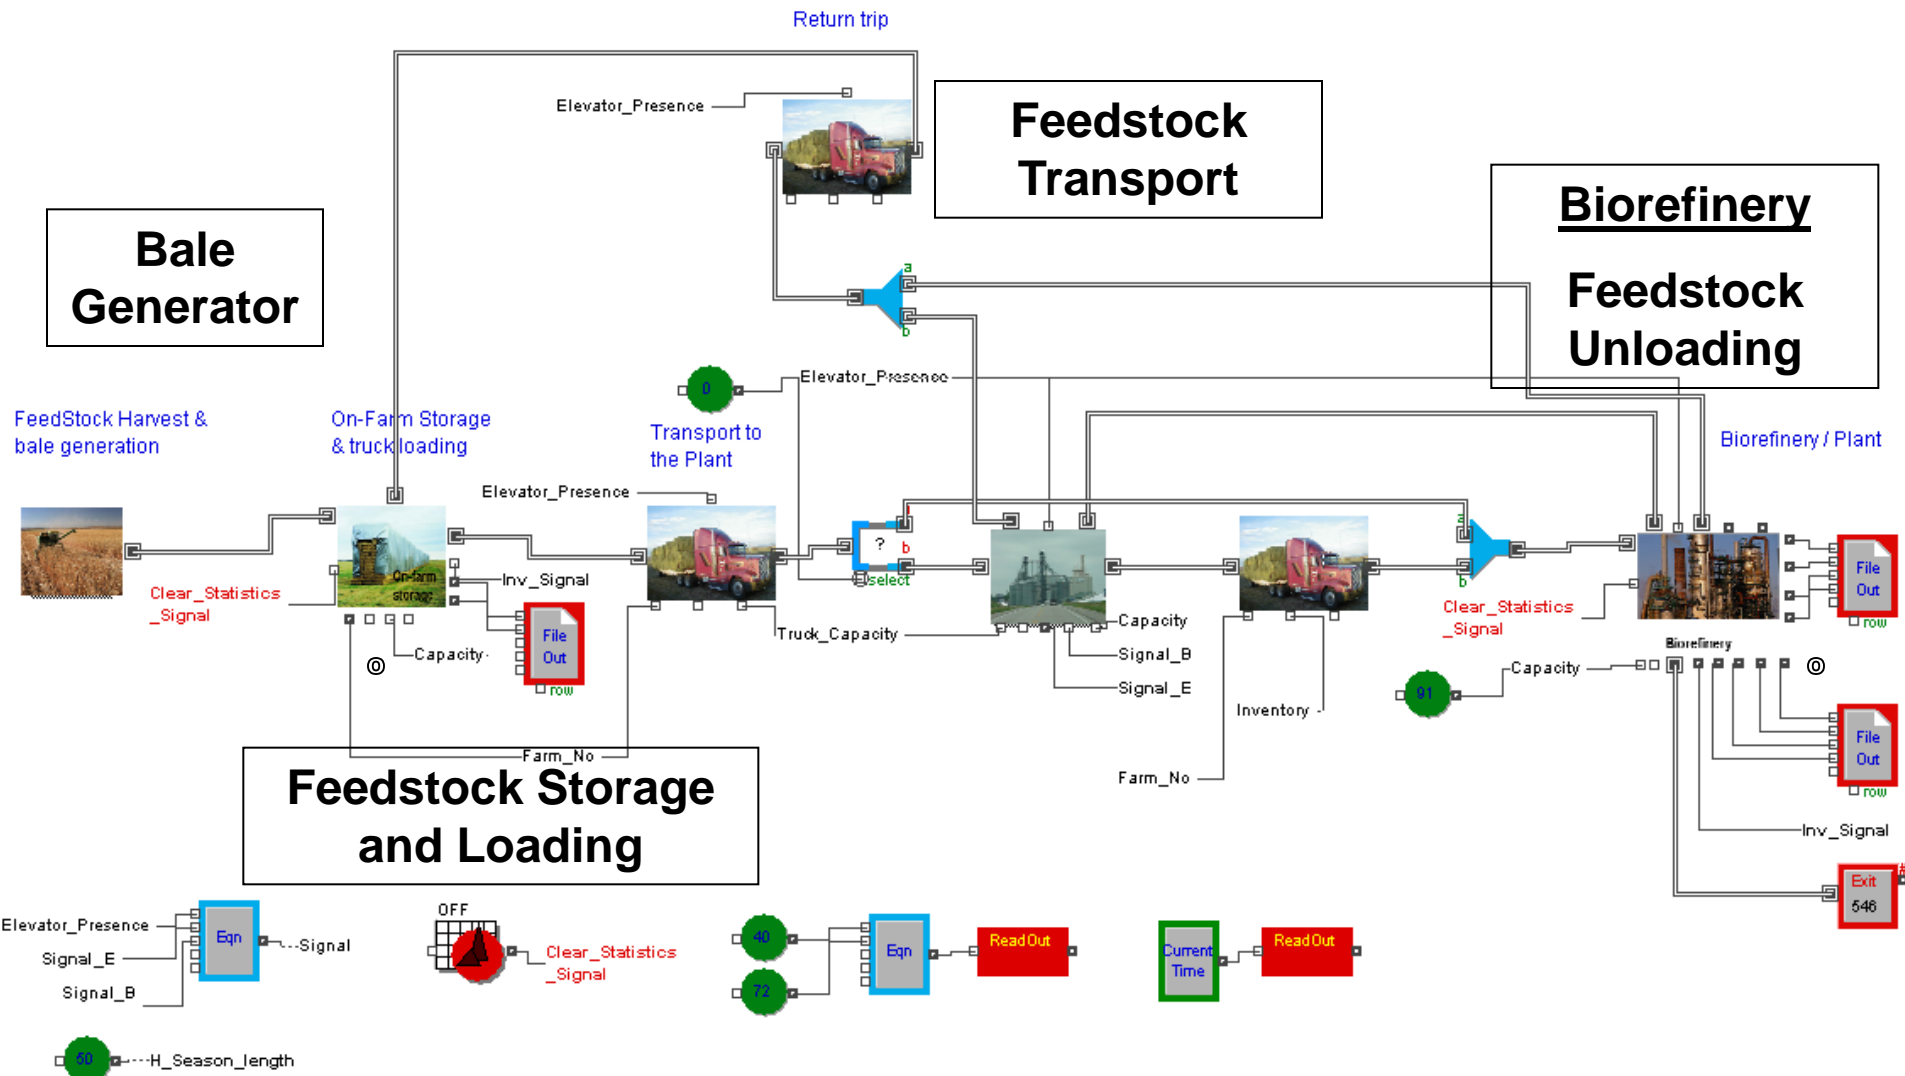 Return trip
Elevator_Presence
Feedstock
Transport
Biorefinery
Feedstock
Unloading
Bale
Generator
a
b
0
Elevator_Presence
FeedStock Harvest &
bale generation
On-Farm Storage
& truck loading
Transport to
the Plant
Biorefinery / Plant
Elevator_Presence
?
b
select
a
b
On-farm
storage
Inv_Signal
Clear_Statistics
_Signal
File
Out
row
Capacity
Truck_Capacity
Capacity
Signal_B
Signal_E
Inventory
Farm_No
Farm_No
Clear_Statistics
_Signal
File
Out
row
Biorefinery
Capacity
91
File
Out
row
Inv_Signal
Exit
546
#
Feedstock Storage
and Loading
Elevator_Presence
Signal_E
Signal_B
Eqn
Signal
OFF
Clear_Statistics
_Signal
40
72
Eqn
ReadOut
Current
Time
ReadOut
50
H_Season_length